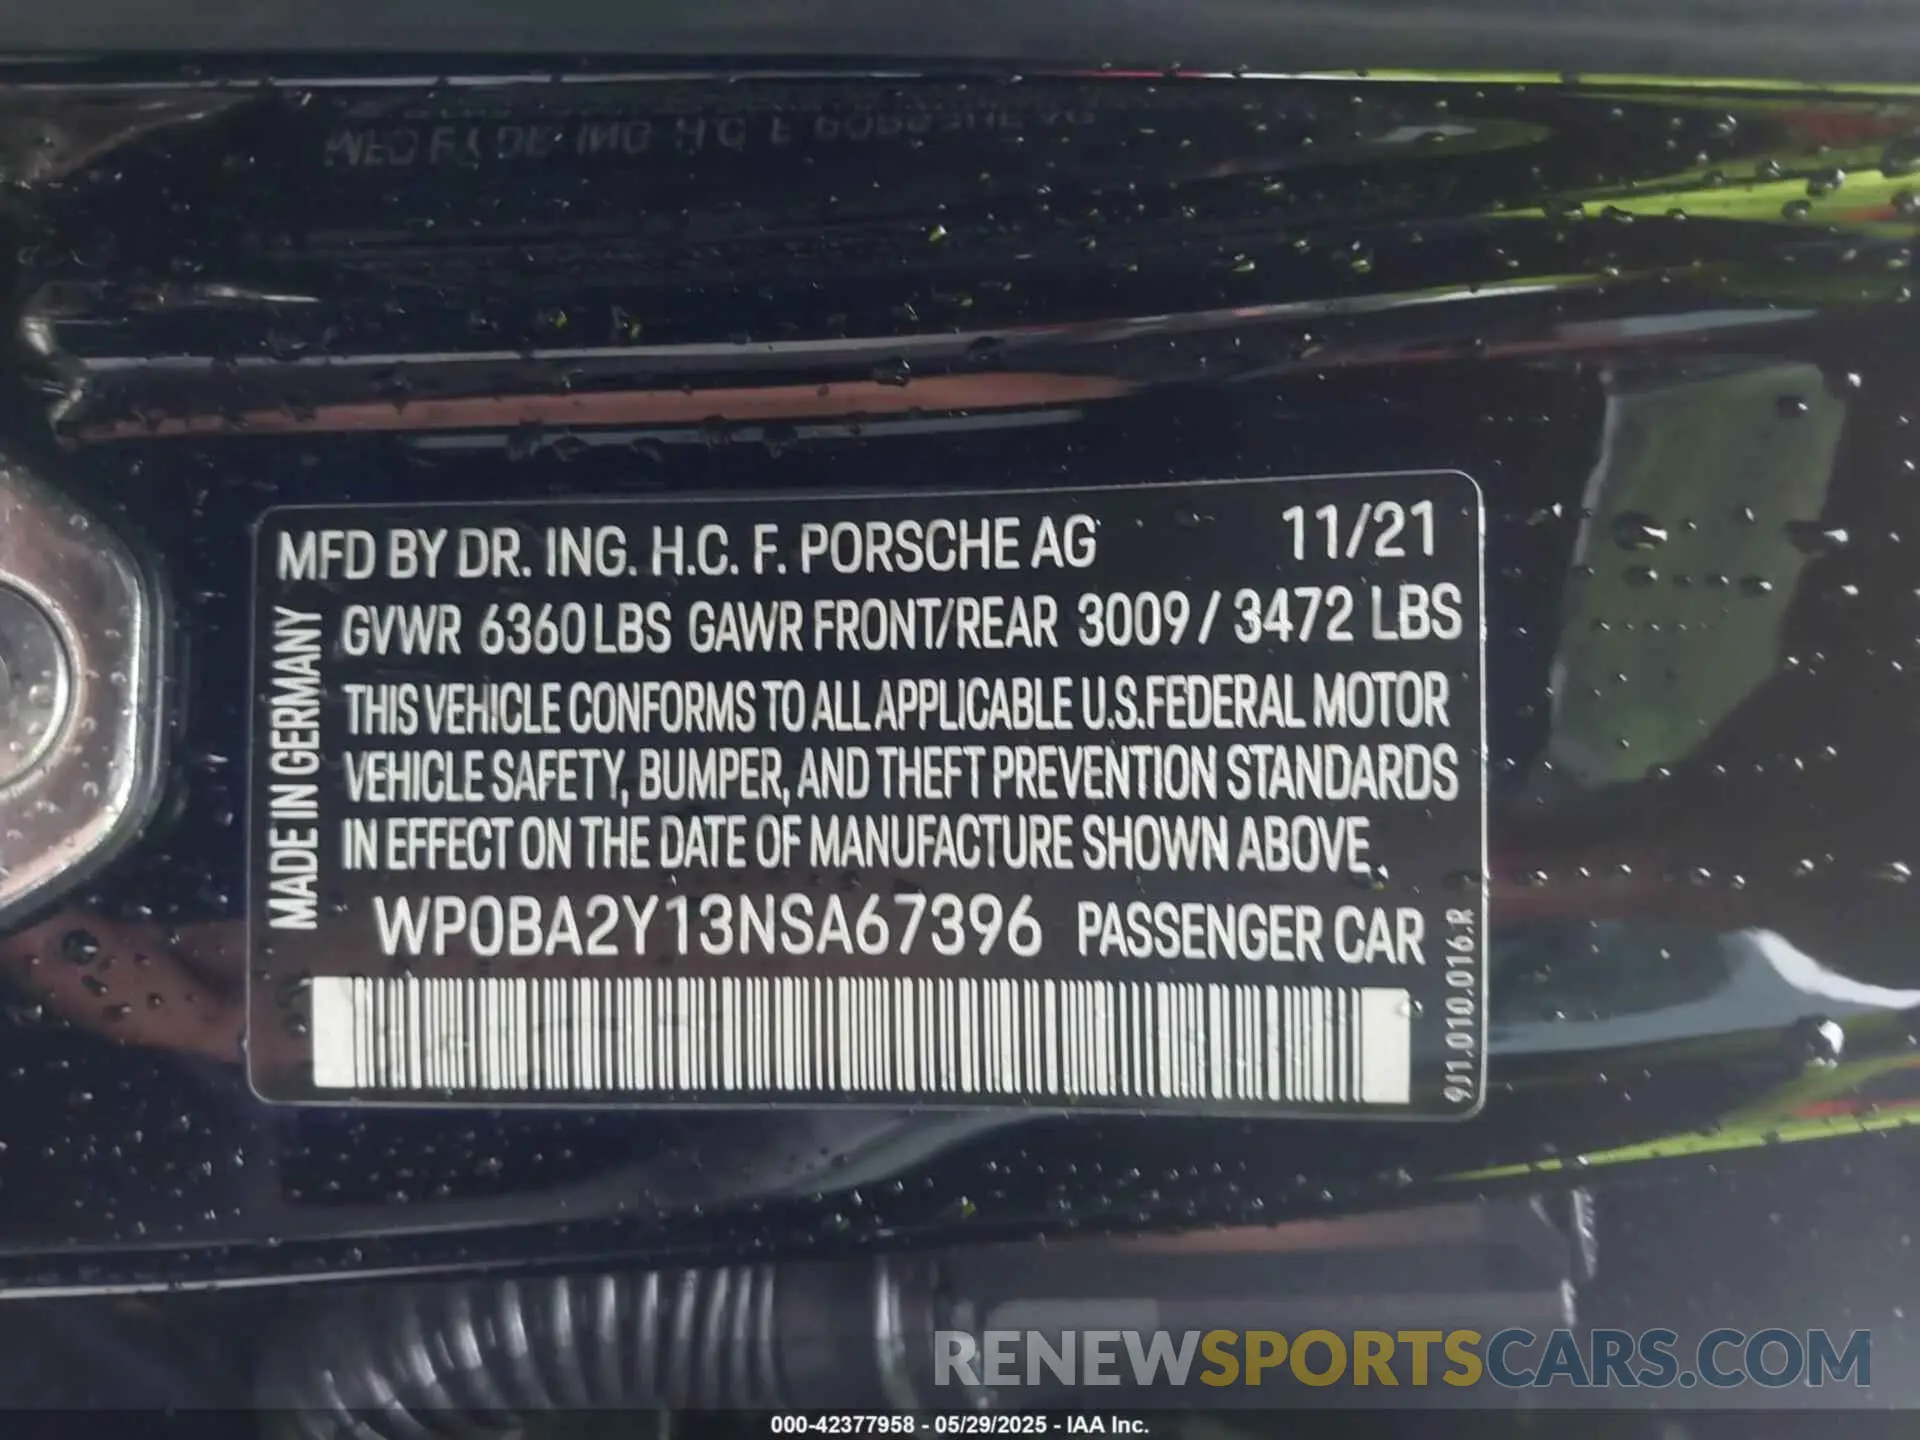 MFD BY DR. ING. H.C. F. PORSCHE AG 11/21
GVWR 6360 LBS GAWR FRONT/REAR 3009 / 3472 LBS
THIS VEHICLE CONFORMS TO ALL APPLICABLE U.S.FEDERAL MOTOR
VEHICLE SAFETY, BUMPER, AND THEFT PREVENTION STANDARDS
IN EFFECT ON THE DATE OF MANUFACTURE SHOWN ABOVE.
WP0BA2Y13NSA67396 PASSENGER CAR
MADE IN GERMANY
9J1.010.016.R
RENEWSPORTSCARS.COM
000-42377958 - 05/29/2025 - IAA Inc.